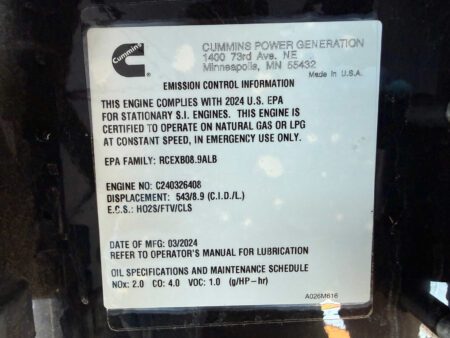 Cummins
CUMMINS POWER GENERATION
1400 73rd Ave. NE
Minneapolis, MN 55432
Made in U.S.A.
EMISSION CONTROL INFORMATION
THIS ENGINE COMPLIES WITH 2024 U.S. EPA
FOR STATIONARY S.I. ENGINES. THIS ENGINE IS
CERTIFIED TO OPERATE ON NATURAL GAS OR LPG
AT CONSTANT SPEED, IN EMERGENCY USE ONLY.
EPA FAMILY: RCEXB08.9ALB
ENGINE NO: C240326408
DISPLACEMENT: 543/8.9 (C.I.D./L.)
E.C.S.: HO2S/FTV/CLS
DATE OF MFG: 03/2024
REFER TO OPERATOR'S MANUAL FOR LUBRICATION
OIL SPECIFICATIONS AND MAINTENANCE SCHEDULE
NOx: 2.0 CO: 4.0 VOC: 1.0 (g/HP-hr)
A026M616